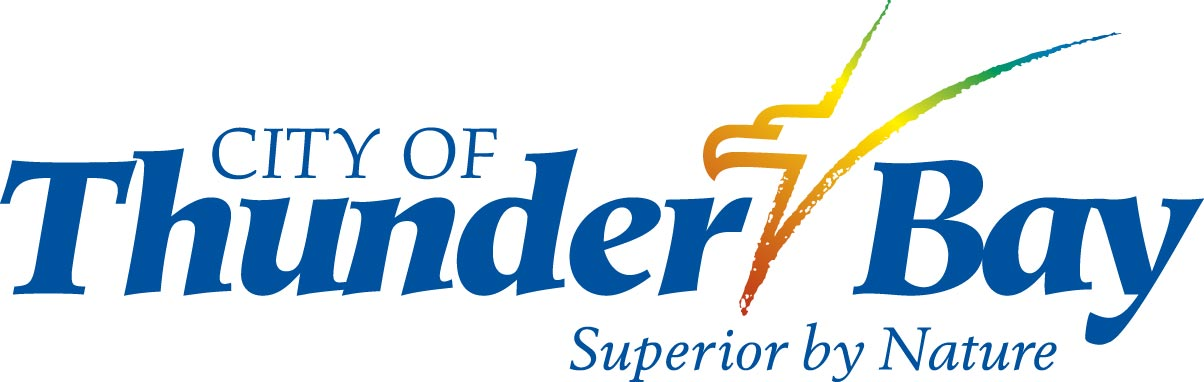 CITY OF
Thunder Bay
Superior by Nature